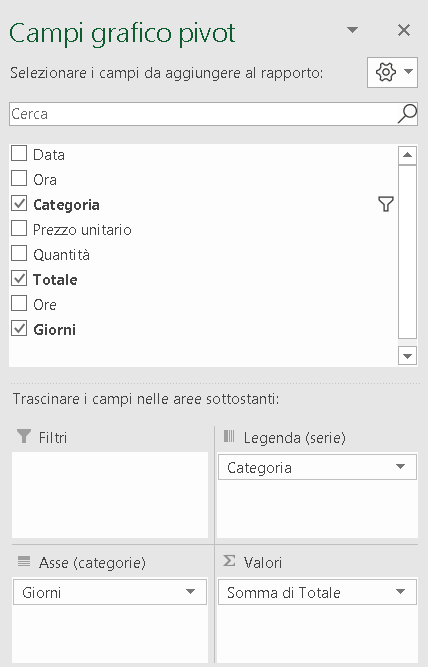 Campi grafico pivot
Selezionare i campi da aggiungere al rapporto:
Cerca
Data
Ora
Categoria
Prezzo unitario
Quantità
Totale
Ore
Giorni
Trascinare i campi nelle aree sottostanti:
Filtri
Legenda (serie)
Categoria
Asse (categorie)
Valori
Giorni
Somma di Totale